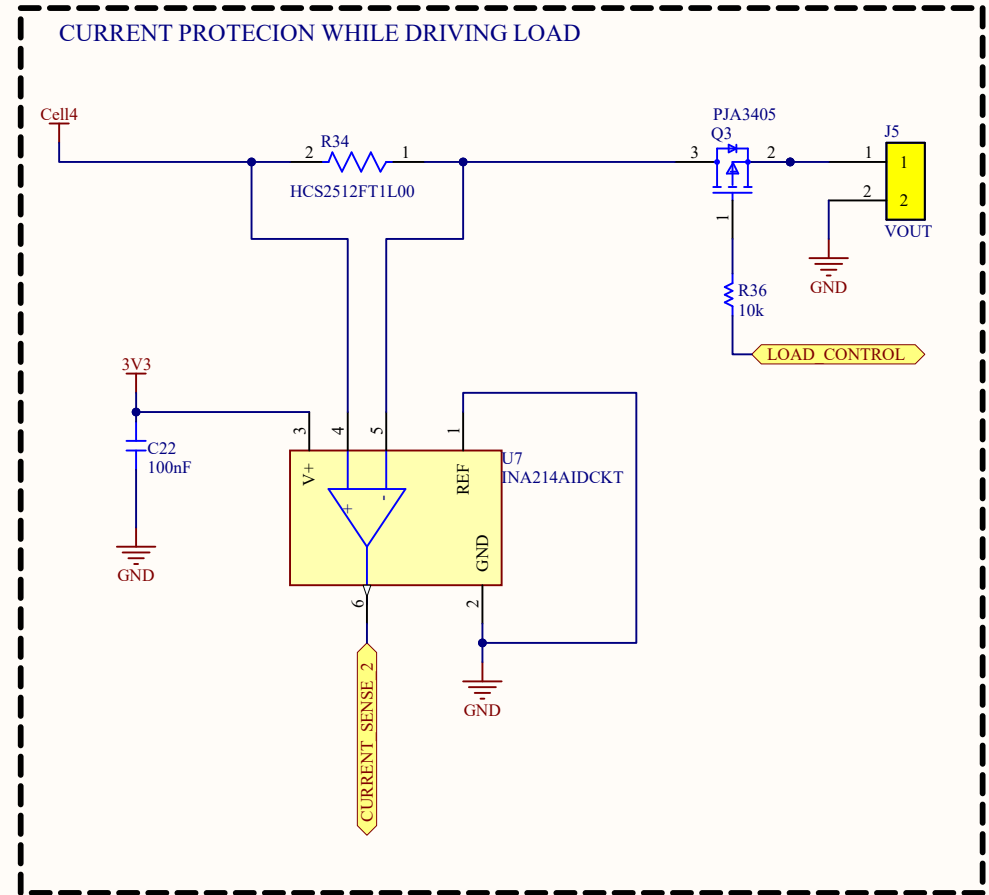 CURRENT PROTECION WHILE DRIVING LOAD
Cell4
R34
2
1
HCS2512FT1L00
PJA3405
Q3
3
2
1
J5
1
1
2
2
VOUT
GND
R36
10k
LOAD_CONTROL
3V3
C22
100nF
GND
3
4
5
1
V+
+
-
REF
GND
U7
INA214AIDCKT
6
2
GND
CURRENT_SENSE_2